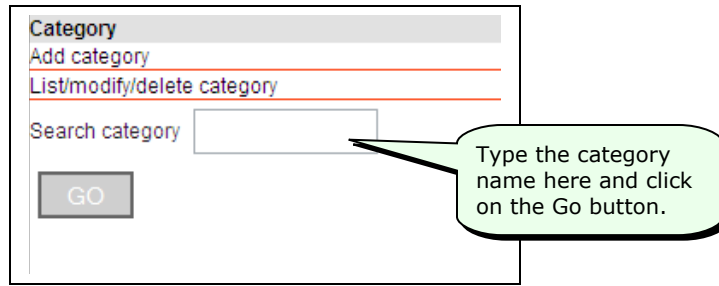 Category
Add category
List/modify/delete category
Search category
Type the category
name here and click
on the Go button.
GO